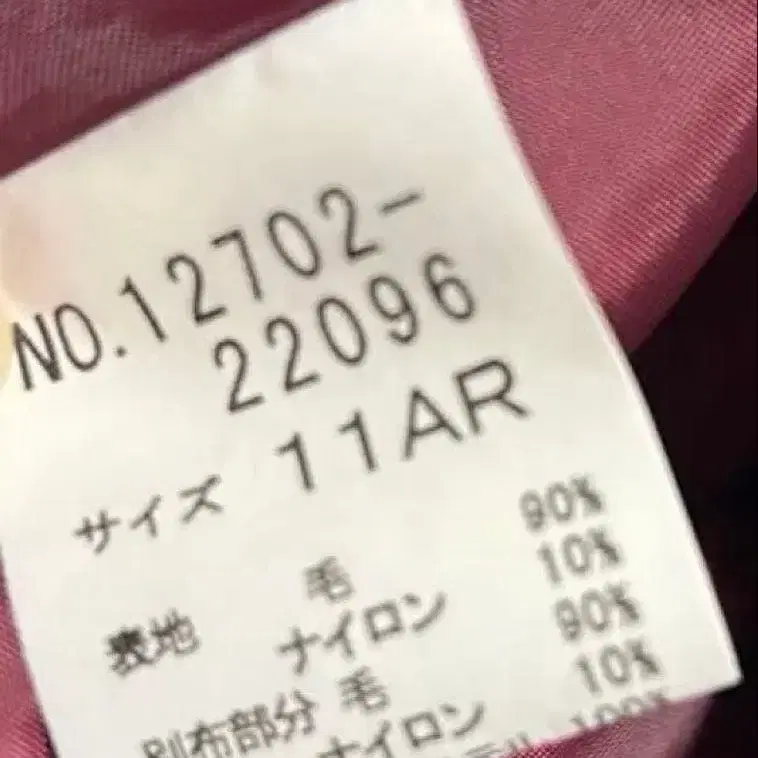 NO.12702-
22096
サイズ 11AR
表地 毛 90%
ナイロン 10%
別布部分 毛 90%
ナイロン 10%
100%